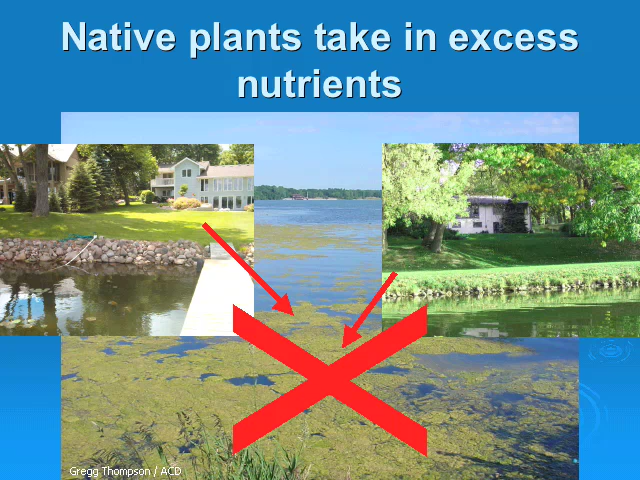 Native plants take in excess
nutrients
Gregg Thompson / ACD